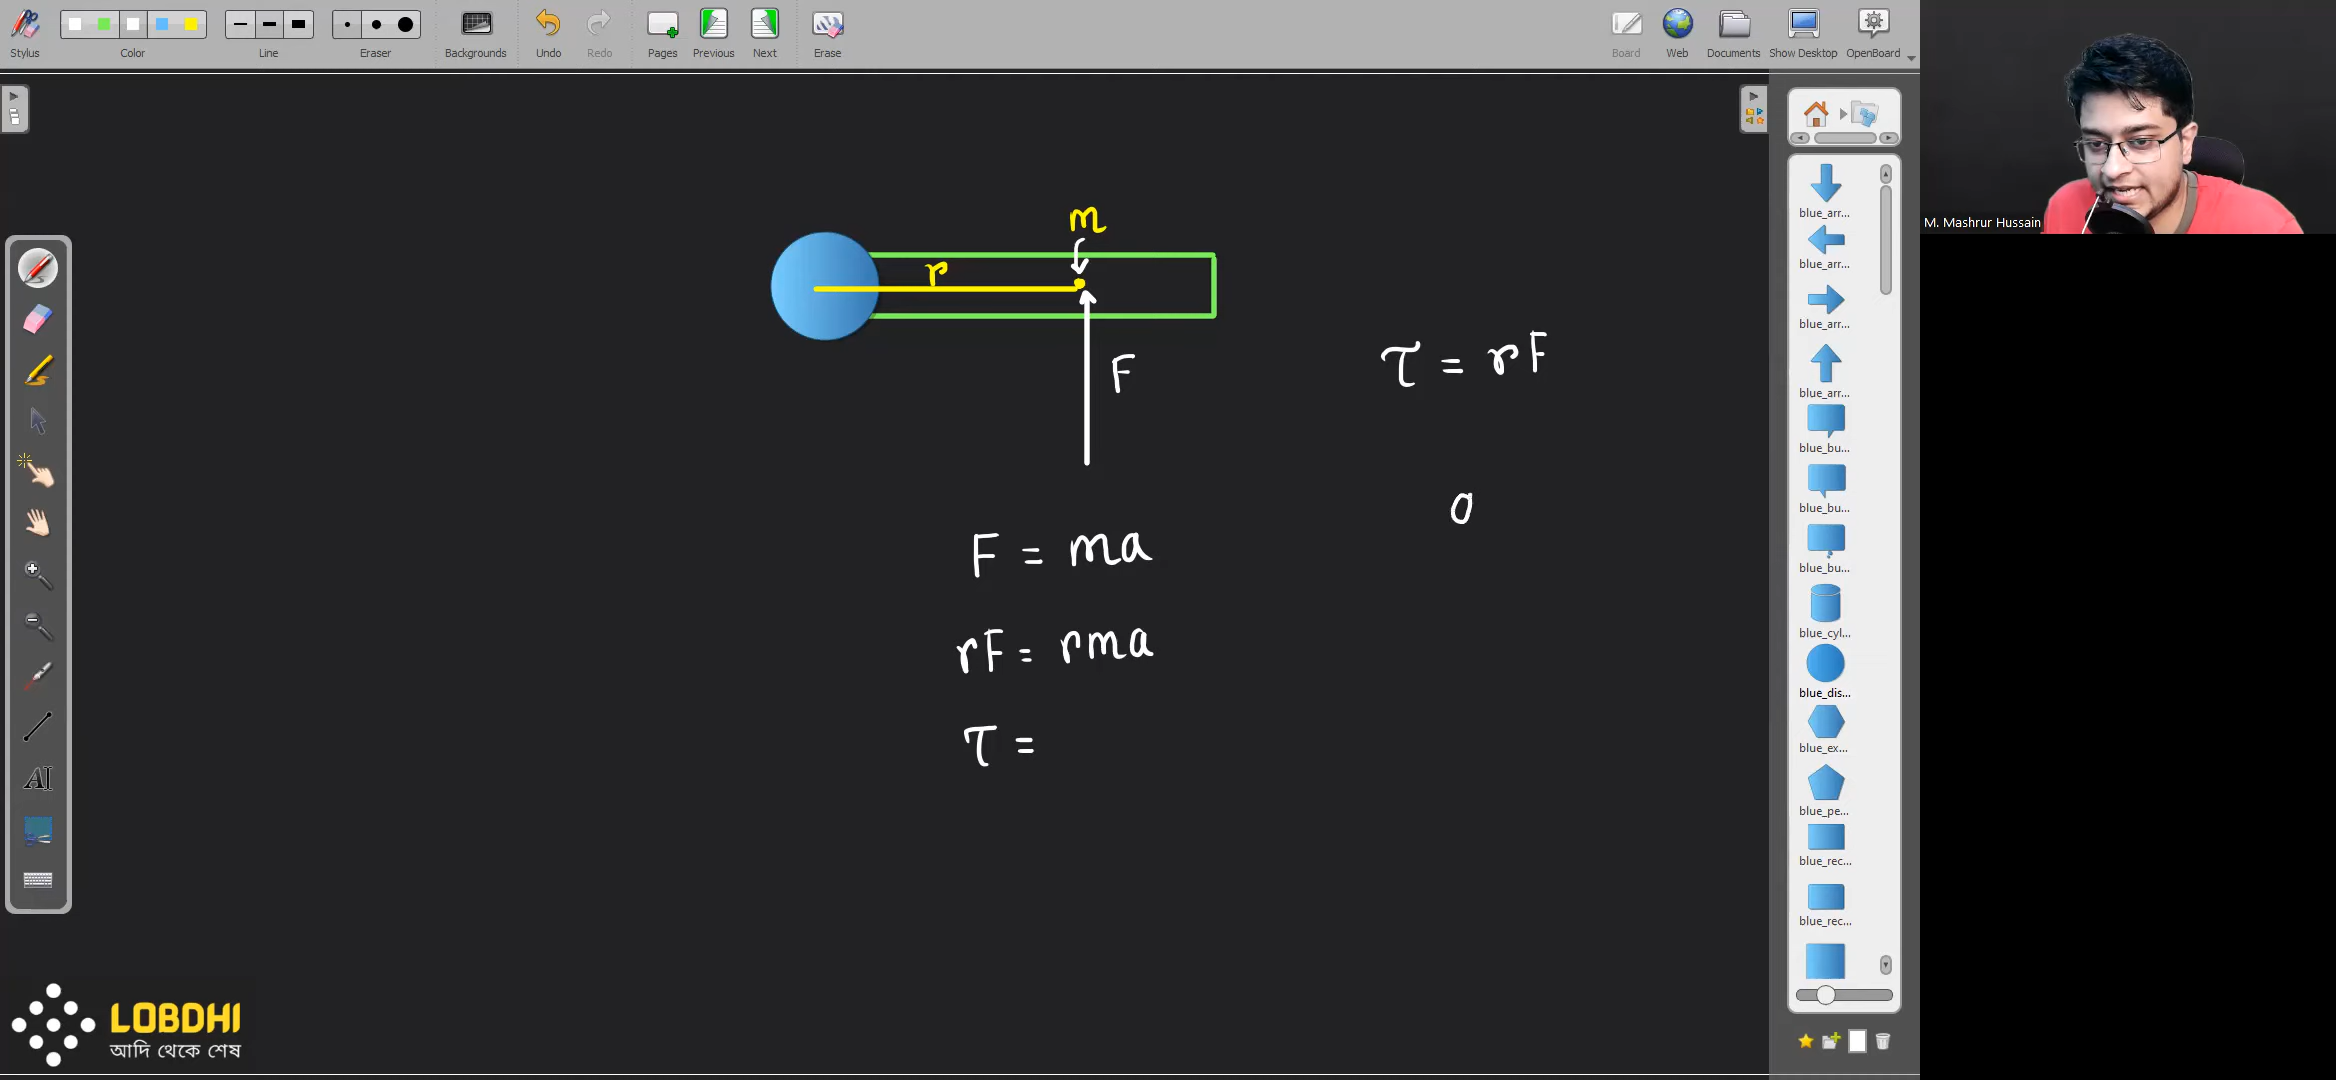 Stylus
Color
Line
Eraser
Backgrounds
Undo
Redo
Pages
Previous
Next
Erase
Board
Web
Documents
Show Desktop
OpenBoard
M. Mashrur Hussain
m
r
F
τ = rF
a
F = ma
rF = rma
τ =
AI
blue_arr...
blue_arr...
blue_arr...
blue_arr...
blue_bu...
blue_bu...
blue_bu...
blue_cyl...
blue_dis...
blue_ex...
blue_pe...
blue_rec...
blue_rec...
LOBDHI
আদি থেকে শেষ